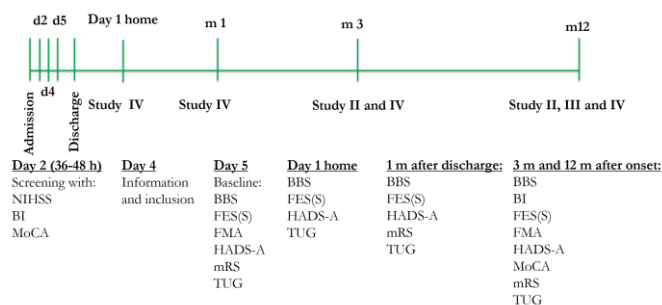 d2 d5 Day 1 home m 1 m 3 m12
d4
Admission
Discharge
Study IV Study IV Study II and IV Study II, III and IV
Day 2 (36-48 h)
Screening with:
NIHSS
BI
MoCA
Day 4
Information
and inclusion
Day 5
Baseline:
BBS
FES(S)
FMA
HADS-A
mRS
TUG
Day 1 home
BBS
FES(S)
HADS-A
TUG
1 m after discharge:
BBS
FES(S)
HADS-A
mRS
TUG
3 m and 12 m after onset:
BBS
BI
FES(S)
FMA
HADS-A
MoCA
mRS
TUG